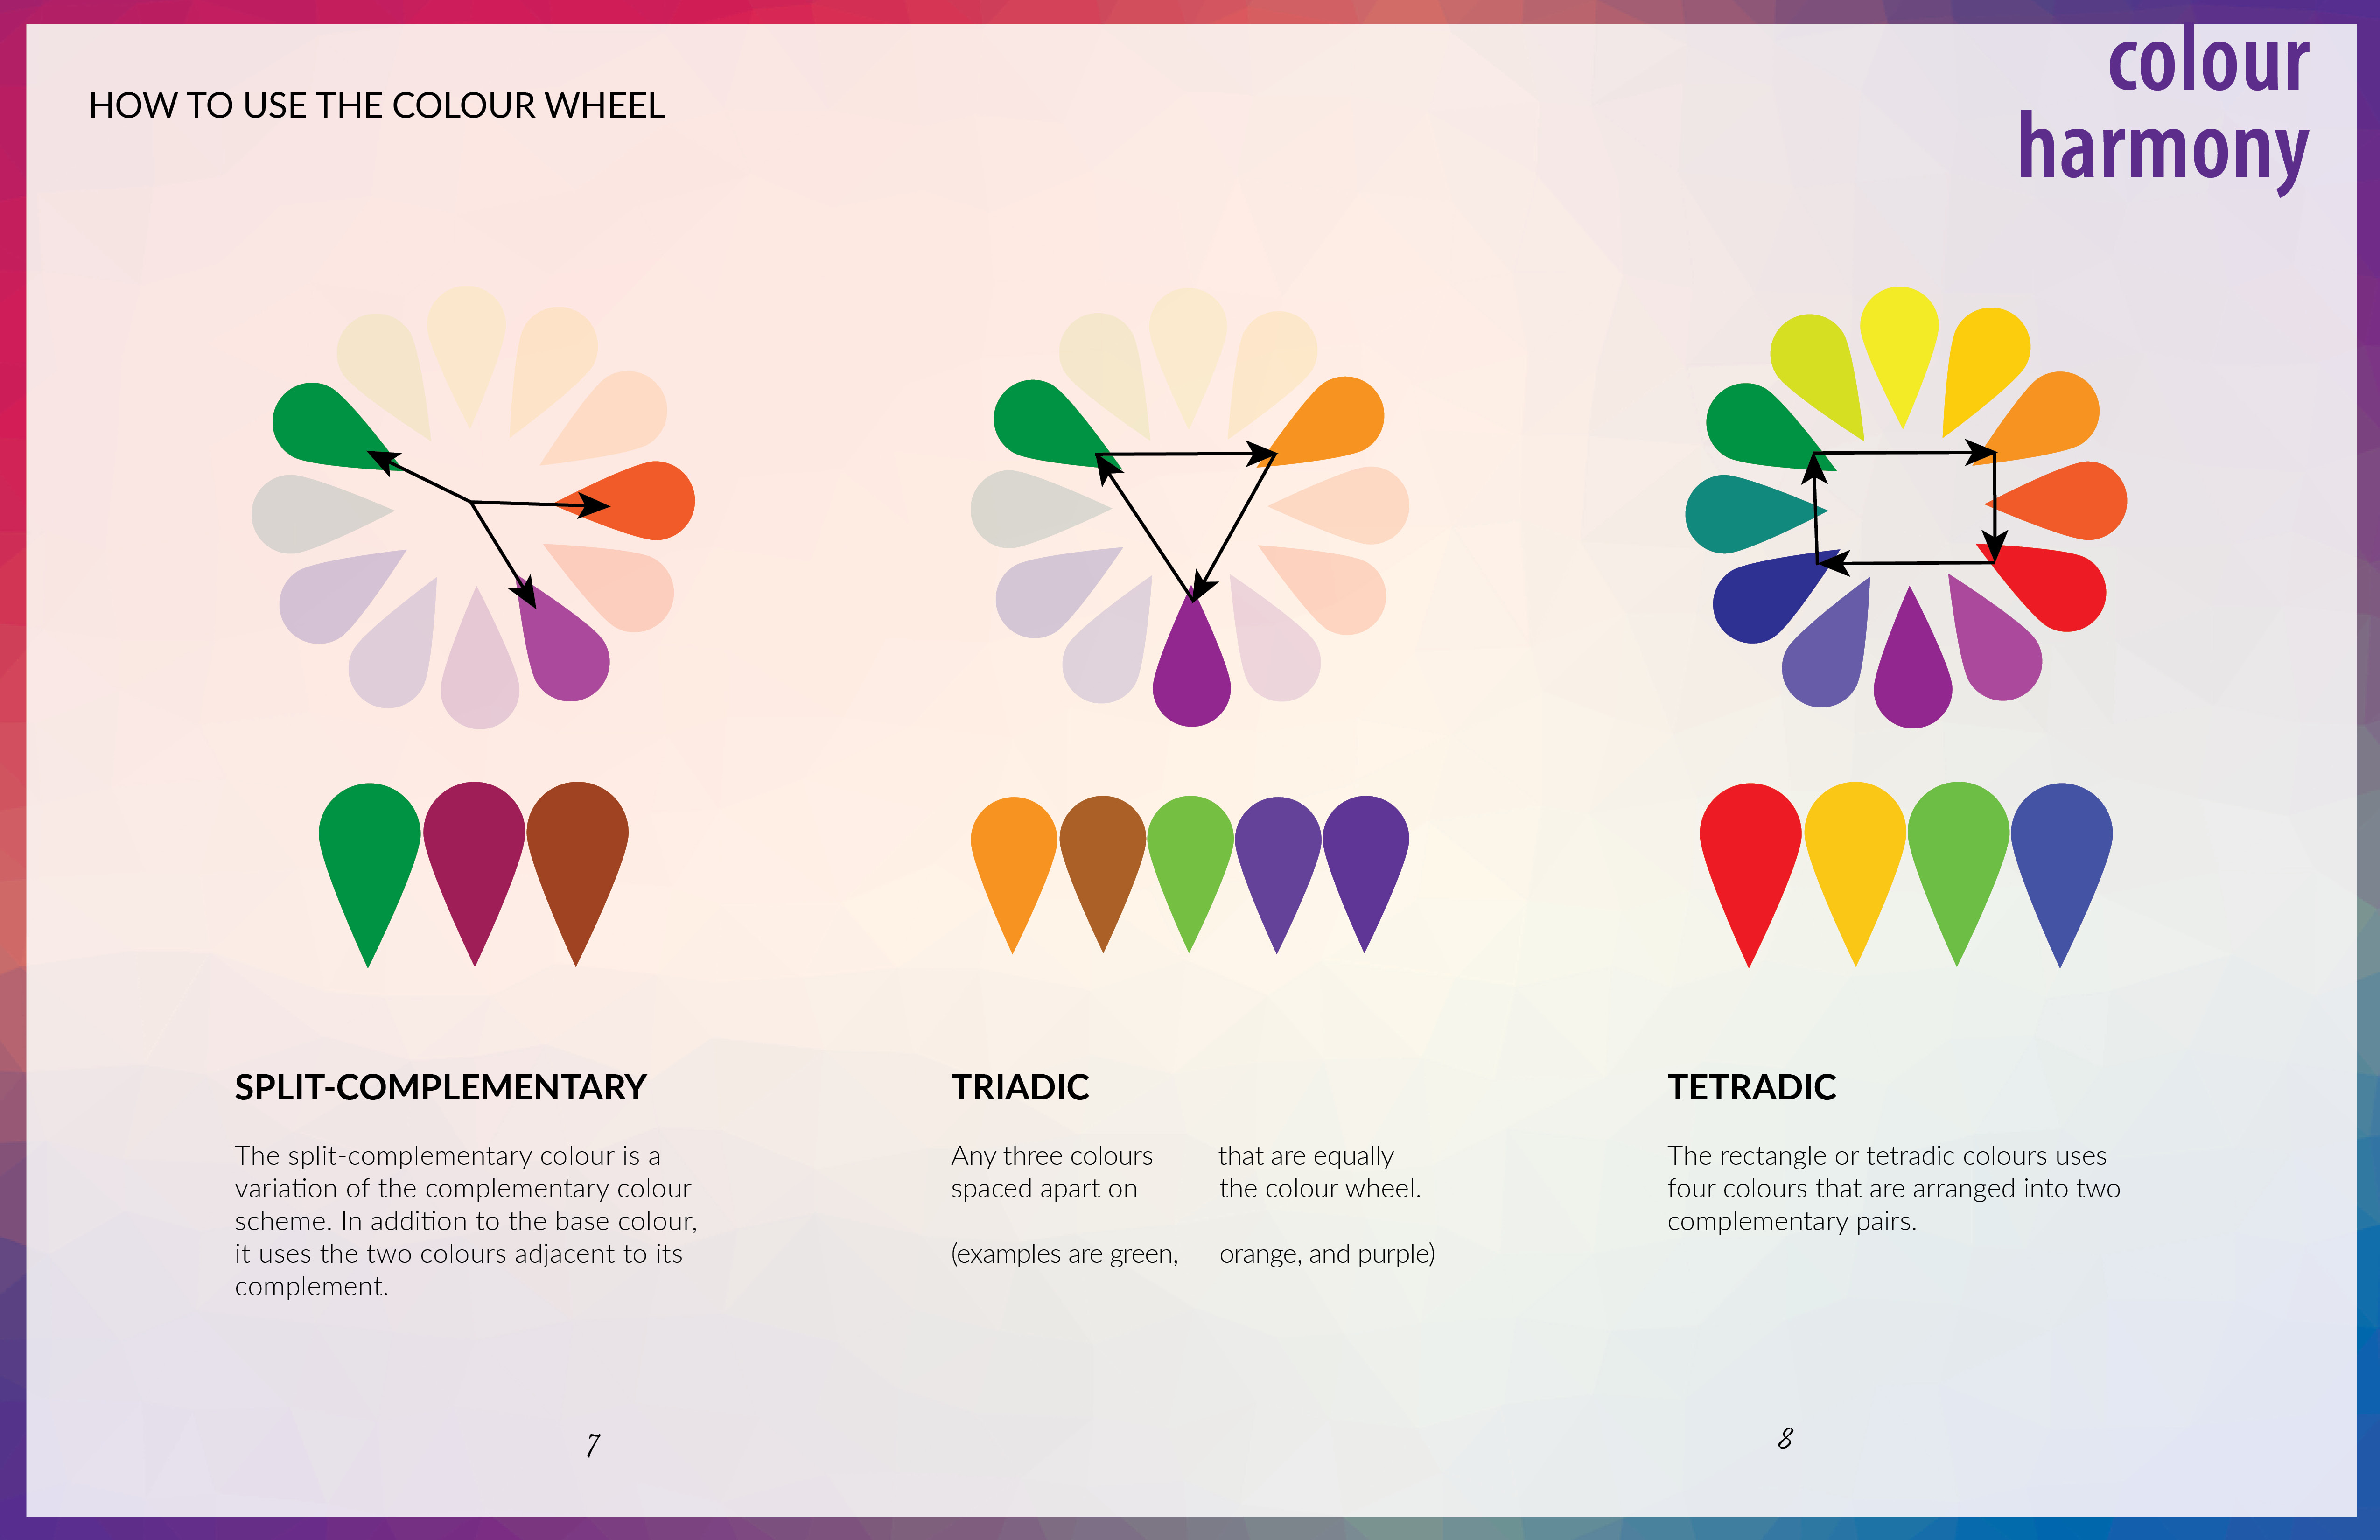 HOW TO USE THE COLOUR WHEEL
colour
harmony
SPLIT-COMPLEMENTARY
The split-complementary colour is a
variation of the complementary colour
scheme. In addition to the base colour,
it uses the two colours adjacent to its
complement.
TRIADIC
Any three colours that are equally
spaced apart on the colour wheel.
(examples are green, orange, and purple)
TETRADIC
The rectangle or tetradic colours uses
four colours that are arranged into two
complementary pairs.
7
8